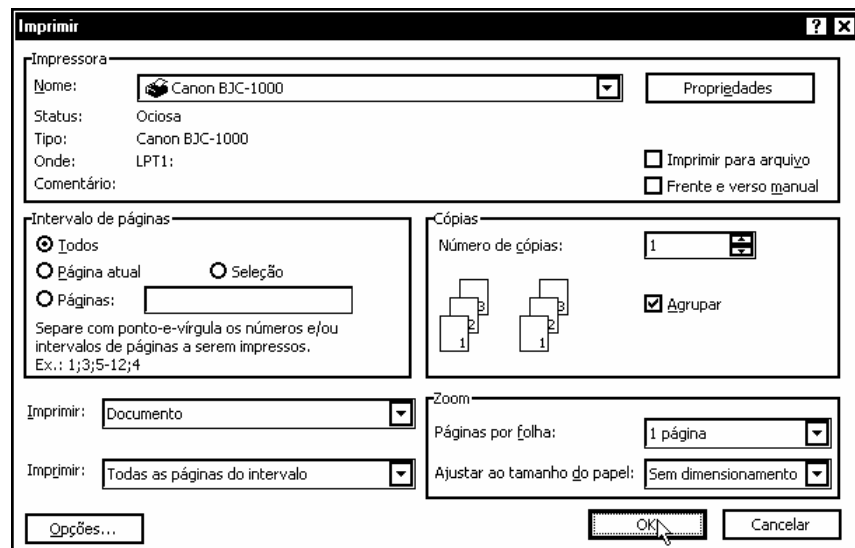 Imprimir
Impressora
Nome: Canon BJC-1000 Propriedades
Status: Ociosa
Tipo: Canon BJC-1000
Onde: LPT1: Imprimir para arquivo
Comentário: Frente e verso manual
Intervalo de páginas
Todos
Página atual Seleção
Páginas:
Separe com ponto-e-vírgula os números e/ou
intervalos de páginas a serem impressos.
Ex.: 1;3;5-12;4
Cópias
Número de cópias: 1
3 3
2 2
1 1
Agrupar
Imprimir: Documento
Imprimir: Todas as páginas do intervalo
Zoom
Páginas por folha: 1 página
Ajustar ao tamanho do papel: Sem dimensionamento
Opções... OK Cancelar